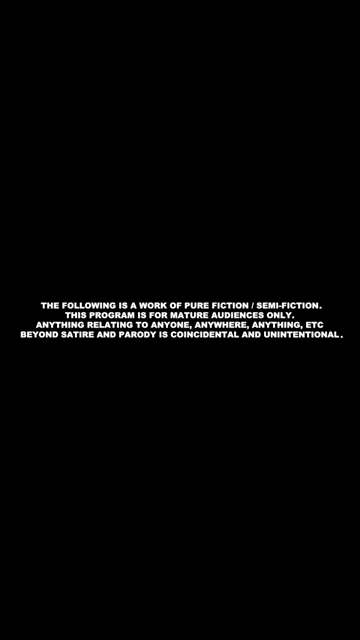 THE FOLLOWING IS A WORK OF PURE FICTION / SEMI-FICTION.
THIS PROGRAM IS FOR MATURE AUDIENCES ONLY.
ANYTHING RELATING TO ANYONE, ANYWHERE, ANYTHING, ETC
BEYOND SATIRE AND PARODY IS COINCIDENTAL AND UNINTENTIONAL.